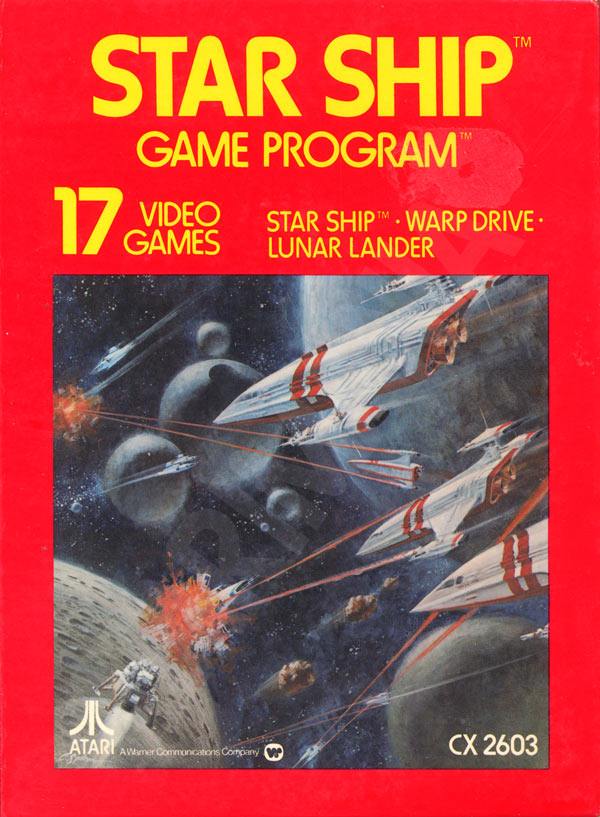 STAR SHIP™
GAME PROGRAM™
17 VIDEO GAMES
STAR SHIP™ · WARP DRIVE ·
LUNAR LANDER
ATARI
A Warner Communications Company
CX 2603